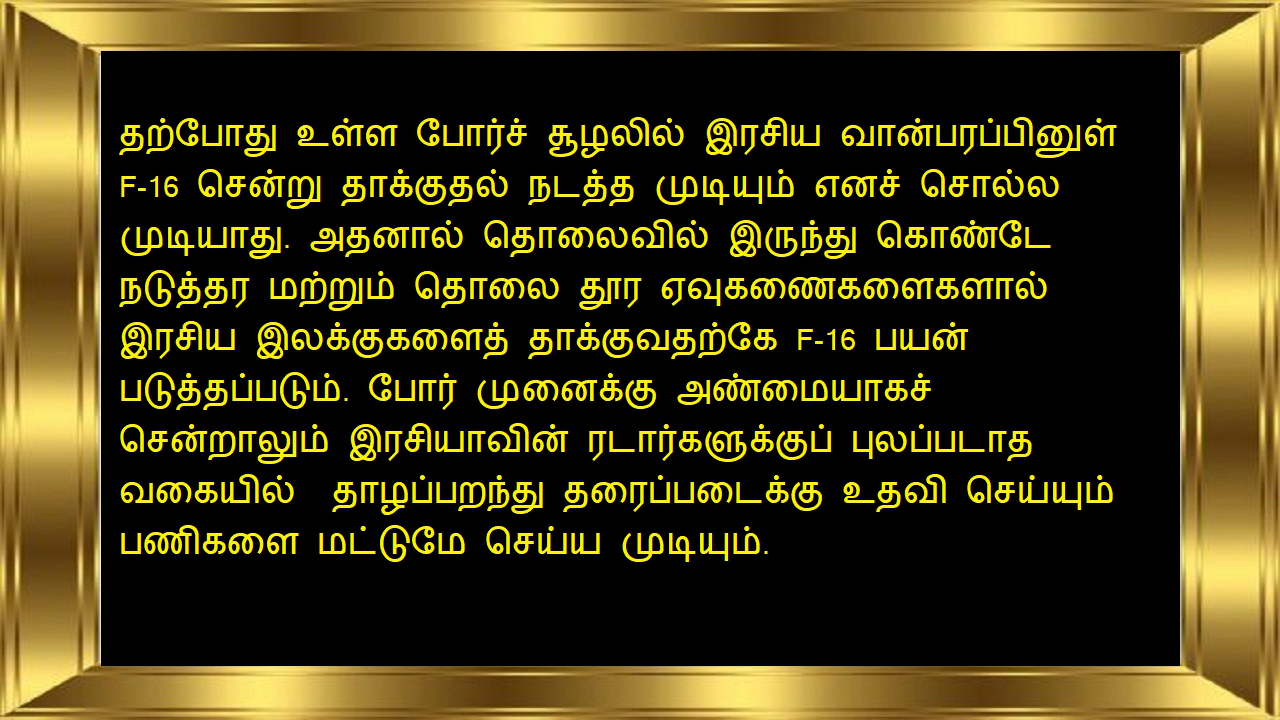 தற்போது உள்ள போர்ச் சூழலில் இரசிய வான்பரப்பினுள்
F-16 சென்று தாக்குதல் நடத்த முடியும் எனச் சொல்ல
முடியாது. அதனால் தொலைவில் இருந்து கொண்டே
நடுத்தர மற்றும் தொலை தூர ஏவுகணைகளைகளால்
இரசிய இலக்குகளைத் தாக்குவதற்கே F-16 பயன்
படுத்தப்படும். போர் முனைக்கு அண்மையாகச்
சென்றாலும் இரசியாவின் ரடார்களுக்குப் புலப்படாத
வகையில் தாழப்பறந்து தரைப்படைக்கு உதவி செய்யும்
பணிகளை மட்டுமே செய்ய முடியும்.